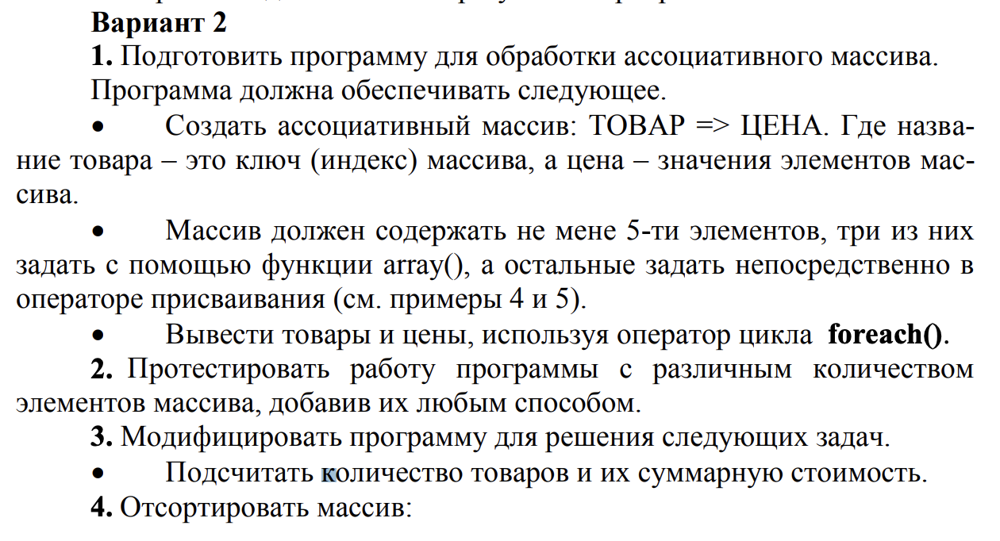 Вариант 2
1. Подготовить программу для обработки ассоциативного массива.
Программа должна обеспечивать следующее.
• Создать ассоциативный массив: ТОВАР => ЦЕНА. Где назва-
ние товара – это ключ (индекс) массива, а цена – значения элементов мас-
сива.
• Массив должен содержать не мене 5-ти элементов, три из них
задать с помощью функции array(), а остальные задать непосредственно в
операторе присваивания (см. примеры 4 и 5).
• Вывести товары и цены, используя оператор цикла foreach().
2. Протестировать работу программы с различным количеством
элементов массива, добавив их любым способом.
3. Модифицировать программу для решения следующих задач.
• Подсчитать количество товаров и их суммарную стоимость.
4. Отсортировать массив: